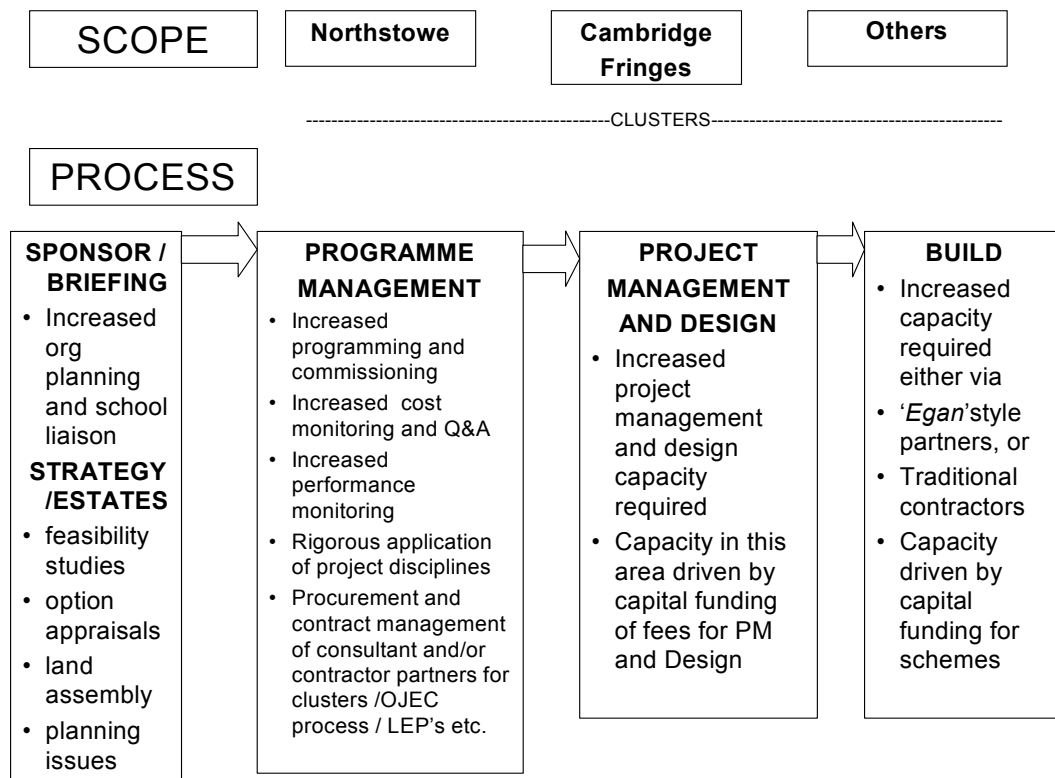 SCOPE
Northstowe
Cambridge
Fringes
Others
------------------------------------------------CLUSTERS----------------------------------------------
PROCESS
SPONSOR /
BRIEFING
• Increased
org
planning
and school
liaison
STRATEGY
/ESTATES
• feasibility
studies
• option
appraisals
• land
assembly
• planning
issues
PROGRAMME
MANAGEMENT
• Increased
programming and
commissioning
• Increased cost
monitoring and Q&A
• Increased
performance
monitoring
• Rigorous application
of project disciplines
• Procurement and
contract management
of consultant and/or
contractor partners for
clusters /OJEC
process / LEP's etc.
PROJECT
MANAGEMENT
AND DESIGN
• Increased
project
management
and design
capacity
required
• Capacity in this
area driven by
capital funding
of fees for PM
and Design
BUILD
• Increased
capacity
required
either via
• 'Egan'style
partners, or
• Traditional
contractors
• Capacity
driven by
capital
funding for
schemes